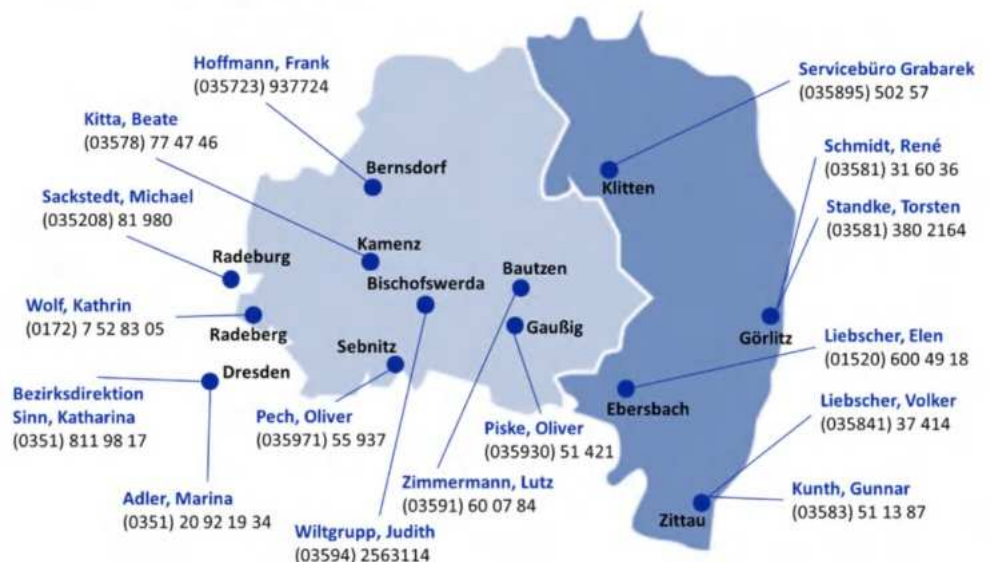 Hoffmann, Frank
(035723) 937724
Kitta, Beate
(03578) 77 47 46
Sackstedt, Michael
(035208) 81 980
Wolf, Kathrin
(0172) 7 52 83 05
Bezirksdirektion
Sinn, Katharina
(0351) 811 98 17
Adler, Marina
(0351) 20 92 19 34
Pech, Oliver
(035971) 55 937
Wiltgrupp, Judith
(03594) 2563114
Zimmermann, Lutz
(03591) 60 07 84
Piske, Oliver
(035930) 51 421
Servicebüro Grabarek
(035895) 502 57
Schmidt, René
(03581) 31 60 36
Standke, Torsten
(03581) 380 2164
Liebscher, Elen
(01520) 600 49 18
Liebscher, Volker
(035841) 37 414
Kunth, Gunnar
(03583) 51 13 87
Bernsdorf
Kamenz
Radeburg
Bischofswerda
Bautzen
Radeberg
Gaußig
Sebnitz
Dresden
Klitten
Görlitz
Ebersbach
Zittau